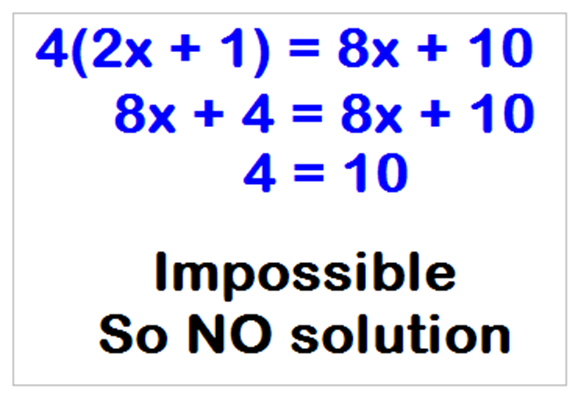 4(2x + 1) = 8x + 10
8x + 4 = 8x + 10
4 = 10
Impossible
So NO solution